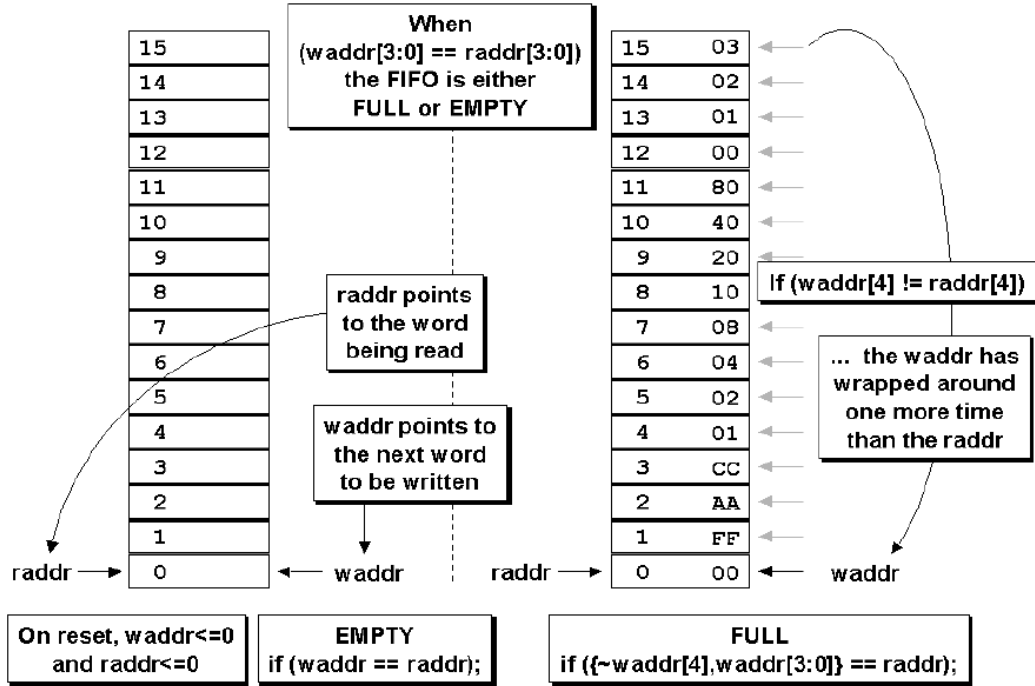 When
(waddr[3:0] == raddr[3:0])
the FIFO is either
FULL or EMPTY
15
14
13
12
11
10
9
8
7
6
5
4
3
2
1
0
raddr points
to the word
being read
waddr points to
the next word
to be written
raddr
waddr
15 03
14 02
13 01
12 00
11 80
10 40
9 20
8 10
7 08
6 04
5 02
4 01
3 CC
2 AA
1 FF
0 00
If (waddr[4] != raddr[4])
... the waddr has
wrapped around
one more time
than the raddr
raddr
waddr
On reset, waddr<=0
and raddr<=0
EMPTY
if (waddr == raddr);
FULL
if ({~waddr[4],waddr[3:0]} == raddr);